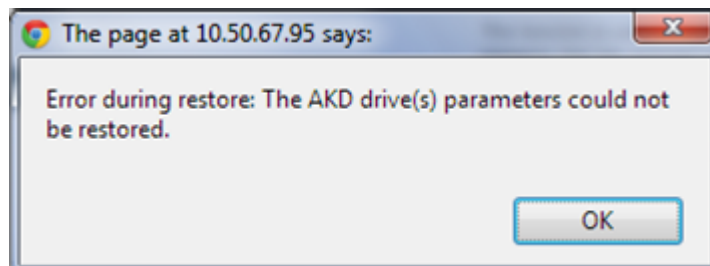 The page at 10.50.67.95 says:
Error during restore: The AKD drive(s) parameters could not
be restored.
OK